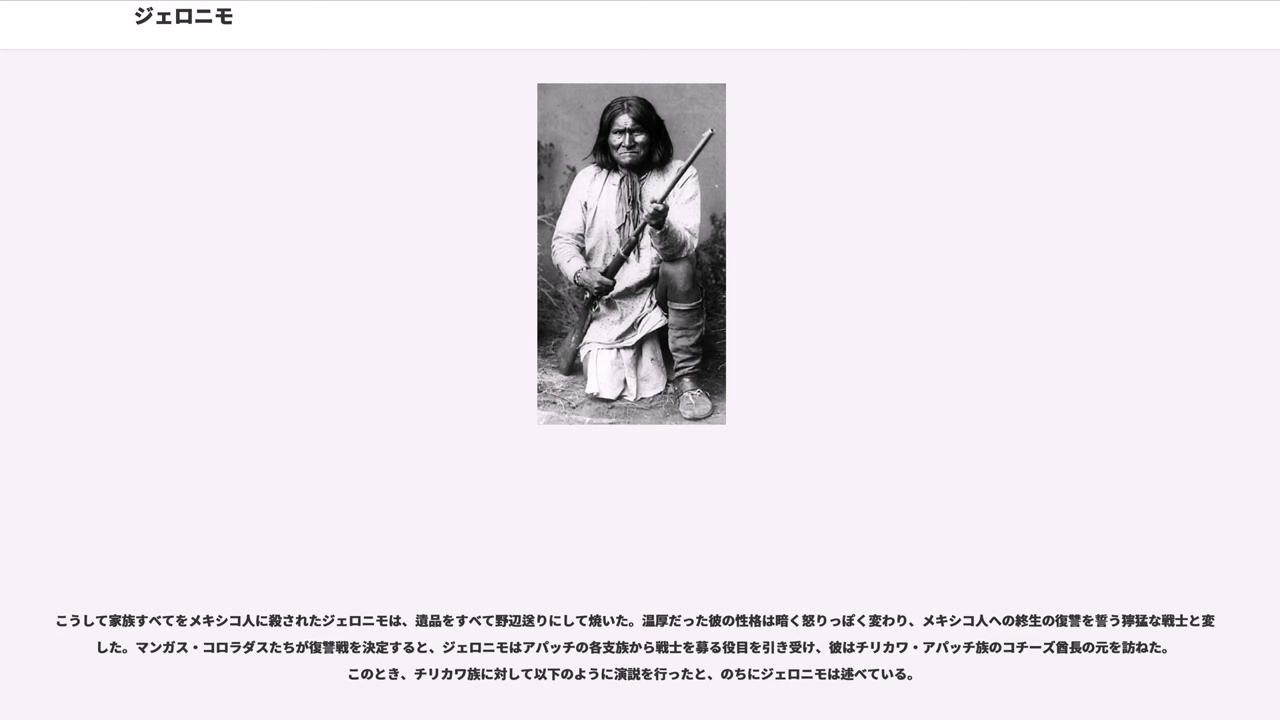 ジェロニモ
こうして家族すべてをメキシコ人に殺されたジェロニモは、遺品をすべて野辺送りにして焼いた。温厚だった彼の性格は暗く怒りっぽく変わり、メキシコ人への終生の復讐を誓う獰猛な戦士と変
した。マンガス・コロラダスたちが復讐戦を決定すると、ジェロニモはアパッチの各支族から戦士を募る役目を引き受け、彼はチリカワ・アパッチ族のコチーズ酋長の元を訪ねた。
このとき、チリカワ族に対して以下のように演説を行ったと、のちにジェロニモは述べている。